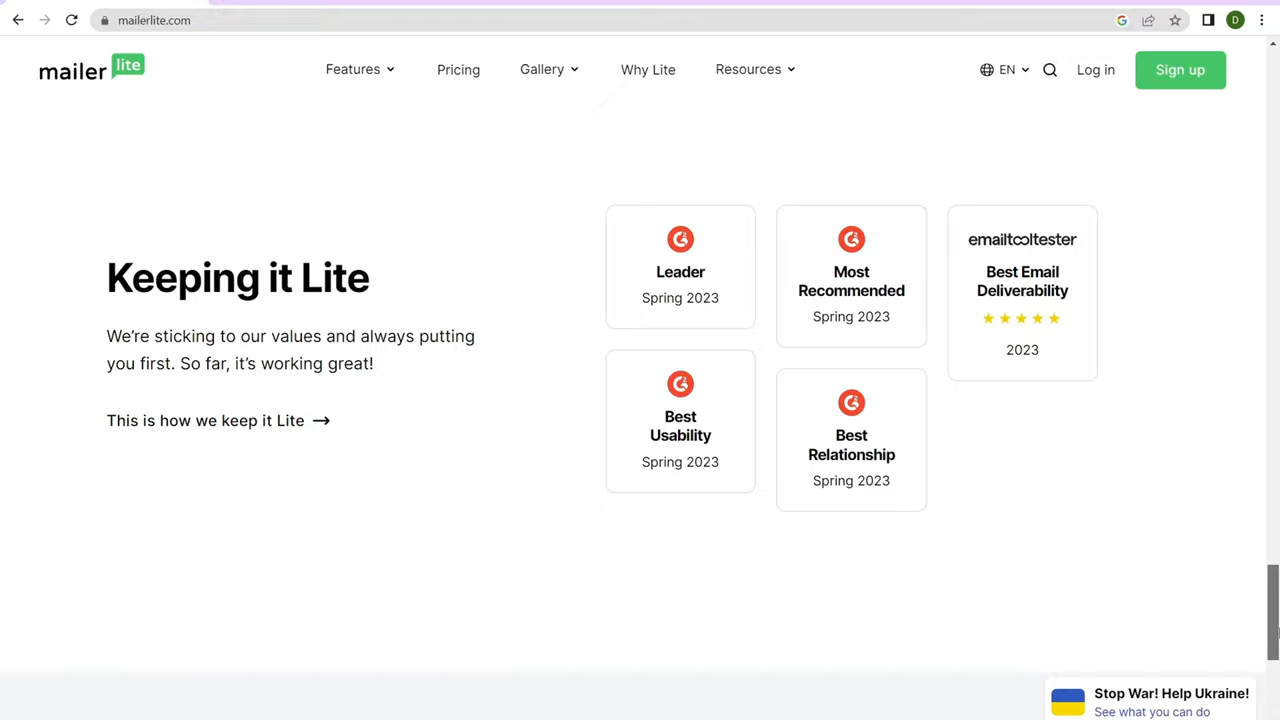 mailerlite.com
D
mailer lite
Features
Pricing
Gallery
Why Lite
Resources
EN
Log in
Sign up
Keeping it Lite
We're sticking to our values and always putting
you first. So far, it's working great!
This is how we keep it Lite →
Leader
Spring 2023
Most
Recommended
Spring 2023
emailtooltester
Best Email
Deliverability
★★★★★
2023
Best
Usability
Spring 2023
Best
Relationship
Spring 2023
Stop War! Help Ukraine!
See what you can do